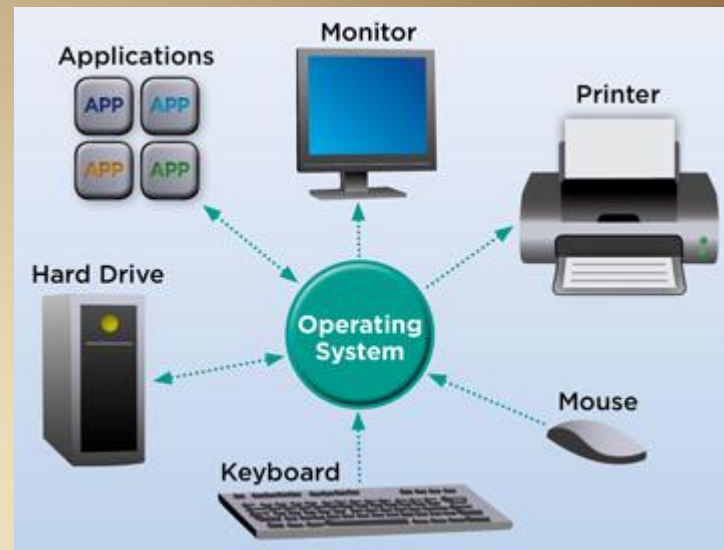 Monitor
Applications
Printer
APP APP
APP APP
Hard Drive
Operating
System
Mouse
Keyboard